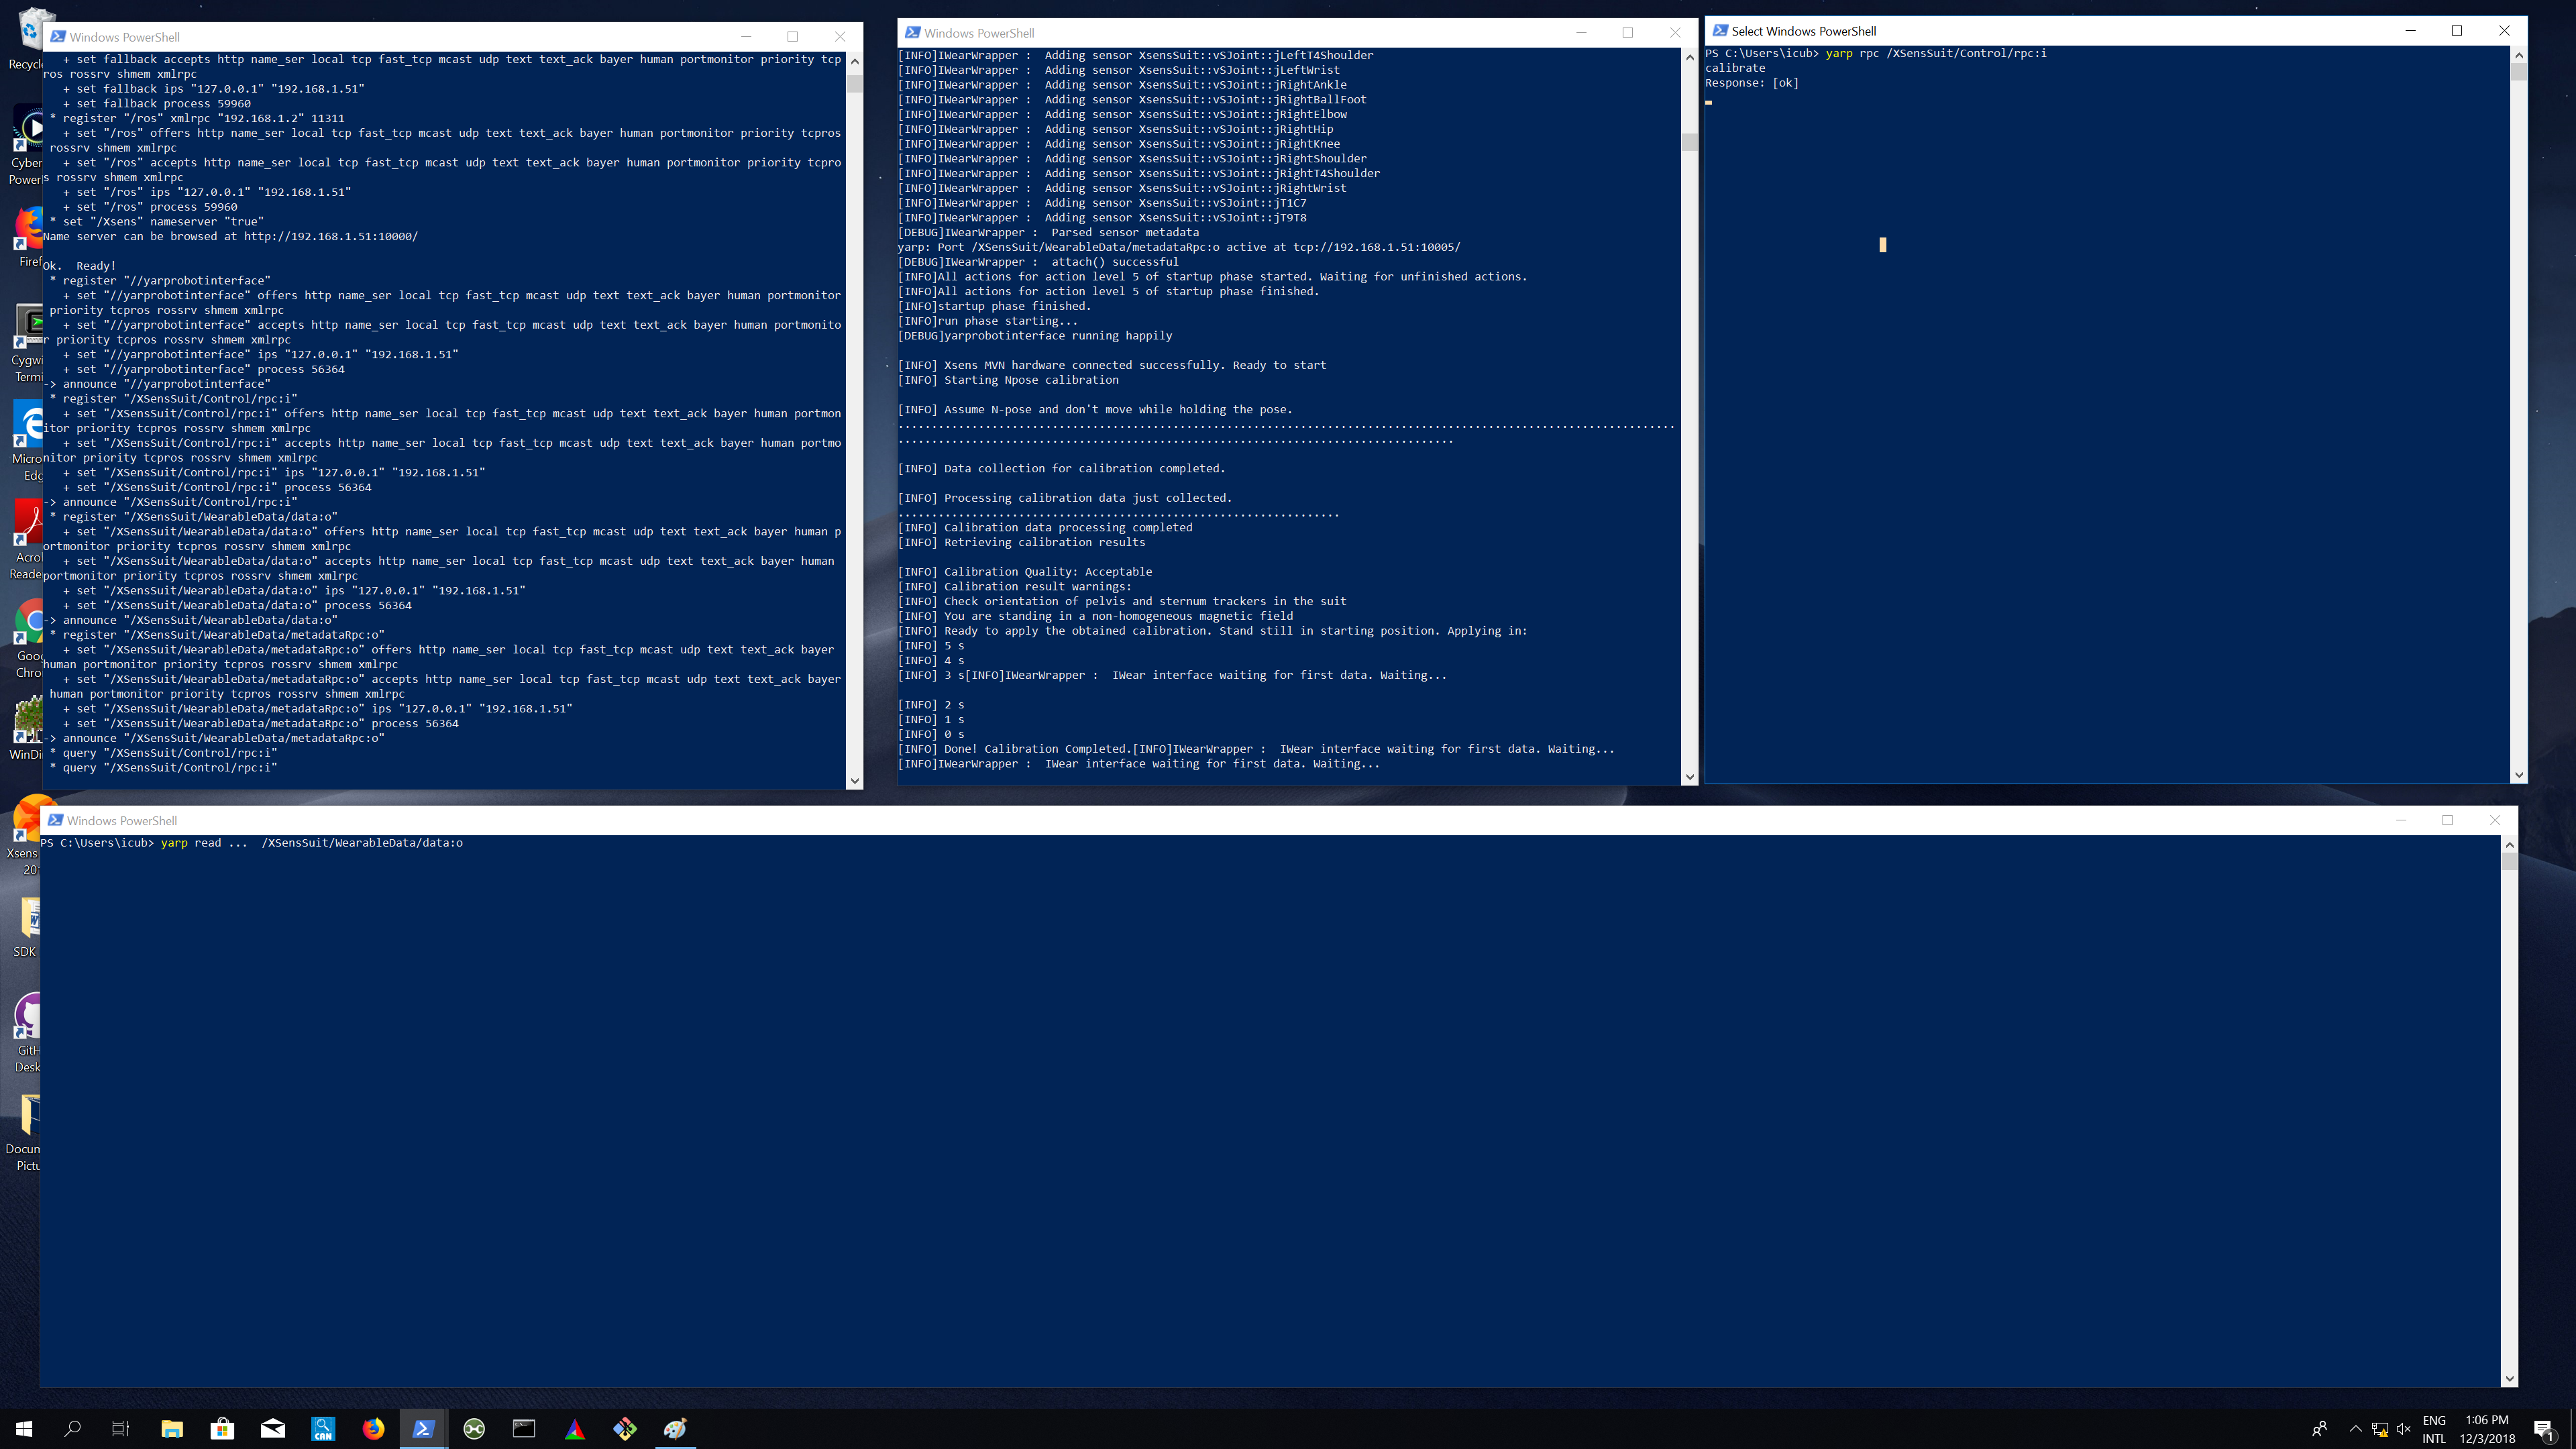 Windows PowerShell
+ set fallback accepts http name_ser local tcp fast_tcp mcast udp text text_ack bayer human portmonitor priority tcp
ros rossrv shmem xmlrpc
+ set fallback ips "127.0.0.1" "192.168.1.51"
+ set fallback process 59960
* register "/ros" xmlrpc "192.168.1.2" 11311
+ set "/ros" offers http name_ser local tcp fast_tcp mcast udp text text_ack bayer human portmonitor priority tcpros
rossrv shmem xmlrpc
+ set "/ros" accepts http name_ser local tcp fast_tcp mcast udp text text_ack bayer human portmonitor priority tcpro
s rossrv shmem xmlrpc
+ set "/ros" ips "127.0.0.1" "192.168.1.51"
+ set "/ros" process 59960
* set "/Xsens" nameserver "true"
Name server can be browsed at http://192.168.1.51:10000/
Ok.  Ready!
* register "//yarprobotinterface"
+ set "//yarprobotinterface" offers http name_ser local tcp fast_tcp mcast udp text text_ack bayer human portmonitor
priority tcpros rossrv shmem xmlrpc
+ set "//yarprobotinterface" accepts http name_ser local tcp fast_tcp mcast udp text text_ack bayer human portmonito
r priority tcpros rossrv shmem xmlrpc
+ set "//yarprobotinterface" ips "127.0.0.1" "192.168.1.51"
+ set "//yarprobotinterface" process 56364
-> announce "//yarprobotinterface"
* register "/XSensSuit/Control/rpc:i"
+ set "/XSensSuit/Control/rpc:i" offers http name_ser local tcp fast_tcp mcast udp text text_ack bayer human portmon
itor priority tcpros rossrv shmem xmlrpc
+ set "/XSensSuit/Control/rpc:i" accepts http name_ser local tcp fast_tcp mcast udp text text_ack bayer human portmo
nitor priority tcpros rossrv shmem xmlrpc
+ set "/XSensSuit/Control/rpc:i" ips "127.0.0.1" "192.168.1.51"
+ set "/XSensSuit/Control/rpc:i" process 56364
-> announce "/XSensSuit/Control/rpc:i"
* register "/XSensSuit/WearableData/data:o"
+ set "/XSensSuit/WearableData/data:o" offers http name_ser local tcp fast_tcp mcast udp text text_ack bayer human p
ortmonitor priority tcpros rossrv shmem xmlrpc
+ set "/XSensSuit/WearableData/data:o" accepts http name_ser local tcp fast_tcp mcast udp text text_ack bayer human
portmonitor priority tcpros rossrv shmem xmlrpc
+ set "/XSensSuit/WearableData/data:o" ips "127.0.0.1" "192.168.1.51"
+ set "/XSensSuit/WearableData/data:o" process 56364
-> announce "/XSensSuit/WearableData/data:o"
* register "/XSensSuit/WearableData/metadataRpc:o"
+ set "/XSensSuit/WearableData/metadataRpc:o" offers http name_ser local tcp fast_tcp mcast udp text text_ack bayer
human portmonitor priority tcpros rossrv shmem xmlrpc
+ set "/XSensSuit/WearableData/metadataRpc:o" accepts http name_ser local tcp fast_tcp mcast udp text text_ack bayer
human portmonitor priority tcpros rossrv shmem xmlrpc
+ set "/XSensSuit/WearableData/metadataRpc:o" ips "127.0.0.1" "192.168.1.51"
+ set "/XSensSuit/WearableData/metadataRpc:o" process 56364
-> announce "/XSensSuit/WearableData/metadataRpc:o"
* query "/XSensSuit/Control/rpc:i"
* query "/XSensSuit/Control/rpc:i"
Windows PowerShell
[INFO]IWearWrapper :  Adding sensor XsensSuit::vSJoint::jLeftT4Shoulder
[INFO]IWearWrapper :  Adding sensor XsensSuit::vSJoint::jLeftWrist
[INFO]IWearWrapper :  Adding sensor XsensSuit::vSJoint::jRightAnkle
[INFO]IWearWrapper :  Adding sensor XsensSuit::vSJoint::jRightBallFoot
[INFO]IWearWrapper :  Adding sensor XsensSuit::vSJoint::jRightElbow
[INFO]IWearWrapper :  Adding sensor XsensSuit::vSJoint::jRightHip
[INFO]IWearWrapper :  Adding sensor XsensSuit::vSJoint::jRightKnee
[INFO]IWearWrapper :  Adding sensor XsensSuit::vSJoint::jRightShoulder
[INFO]IWearWrapper :  Adding sensor XsensSuit::vSJoint::jRightT4Shoulder
[INFO]IWearWrapper :  Adding sensor XsensSuit::vSJoint::jRightWrist
[INFO]IWearWrapper :  Adding sensor XsensSuit::vSJoint::jT1C7
[INFO]IWearWrapper :  Adding sensor XsensSuit::vSJoint::jT9T8
[DEBUG]IWearWrapper :  Parsed sensor metadata
yarp: Port /XSensSuit/WearableData/metadataRpc:o active at tcp://192.168.1.51:10005/
[DEBUG]IWearWrapper :  attach() successful
[INFO]All actions for action level 5 of startup phase started. Waiting for unfinished actions.
[INFO]All actions for action level 5 of startup phase finished.
[INFO]startup phase finished.
[INFO]run phase starting...
[DEBUG]yarprobotinterface running happily
[INFO] Xsens MVN hardware connected successfully. Ready to start
[INFO] Starting Npose calibration
[INFO] Assume N-pose and don't move while holding the pose.
[INFO] Data collection for calibration completed.
[INFO] Processing calibration data just collected.
[INFO] Calibration data processing completed
[INFO] Retrieving calibration results
[INFO] Calibration Quality: Acceptable
[INFO] Calibration result warnings:
[INFO] Check orientation of pelvis and sternum trackers in the suit
[INFO] You are standing in a non-homogeneous magnetic field
[INFO] Ready to apply the obtained calibration. Stand still in starting position. Applying in:
[INFO] 5 s
[INFO] 4 s
[INFO] 3 s[INFO]IWearWrapper :  IWear interface waiting for first data. Waiting...
[INFO] 2 s
[INFO] 1 s
[INFO] 0 s
[INFO] Done! Calibration Completed.[INFO]IWearWrapper :  IWear interface waiting for first data. Waiting...
[INFO]IWearWrapper :  IWear interface waiting for first data. Waiting...
Select Windows PowerShell
PS C:\Users\icub> yarp rpc /XSensSuit/Control/rpc:i
calibrate
Response: [ok]
Windows PowerShell
PS C:\Users\icub> yarp read ...  /XSensSuit/WearableData/data:o
Recycl
Cyber
Power
Firef
Cygwi
Termi
Micro
Edg
Acro
Reade
Goo
Chro
WinDi
Xsens
20
SDK
GitH
Desk
Docum
Pictu
CAN
ENG
INTL
1:06 PM
12/3/2018
1